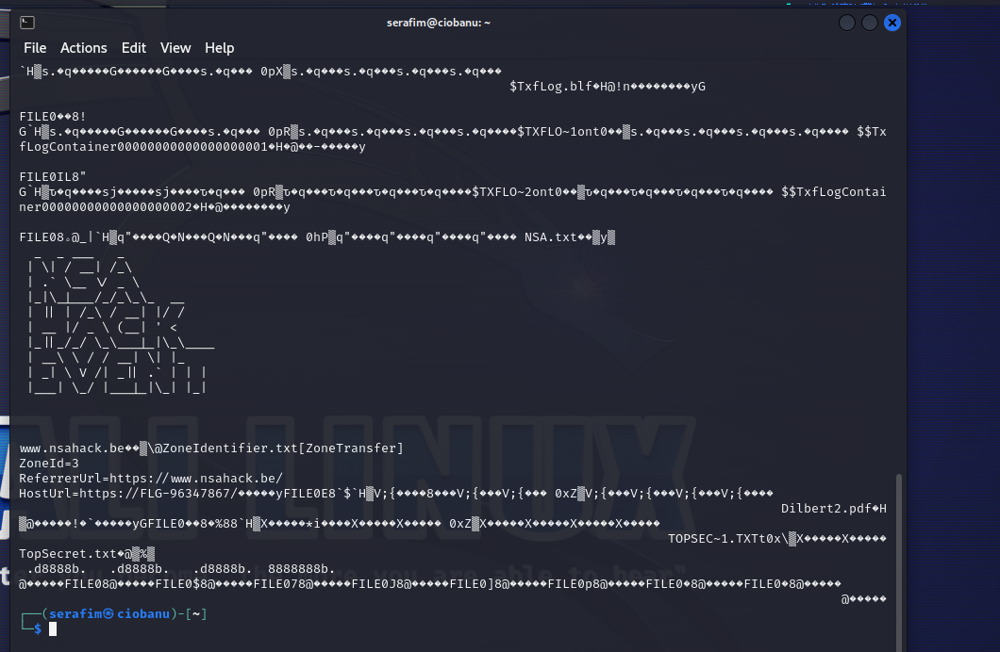 serafim@ciobanu: ~
File Actions Edit View Help
`H▒s.�q�����G������G����s.�q��� 0pX▒s.�q���s.�q���s.�q���s.�q���
$TxfLog.blf�H@!n���������yG
FILE0��8!
G`H▒s.�q�����G������G����s.�q��� 0pR▒s.�q���s.�q���s.�q���s.�q����$TXFLO~1ont0��▒s.�q���s.�q���s.�q���s.�q���� $$Tx
fLogContainer00000000000000000001�H�@��-�����y
FILE0IL8"
G`H▒ъ�q����sj�����sj����ъ�q��� 0pR▒ъ�q���ъ�q���ъ�q���ъ�q����$TXFLO~2ont0��▒ъ�q���ъ�q���ъ�q���ъ�q���� $$TxfLogContai
ner00000000000000000002�H�@���������y
FILE08.@_|`H▒q"����Q�N���Q�N���q"���� 0hP▒q"����q"����q"����q"���� NSA.txt��▒y▒
 _  _ ___   _
| \| / __| /_\
| .` \__ \/ _ \
|_|\_|___/_/_\_\_  __
| || | /_\ / __| |/ /
| __ |/ _ \ (__| ' <
|_||_/_/ \_\___|_|\_\____
| __\ \ / / __| \| |_
| _| \ V /| _|| .` | | |
|___| \_/ |___|_|\_| |_|
www.nsahack.be��▒\@ZoneIdentifier.txt[ZoneTransfer]
ZoneId=3
ReferrerUrl=https://www.nsahack.be/
HostUrl=https://FLG-96347867/�����yFILE0E8`$`H▒V;{����8���V;{���V;{��� 0xZ▒V;{���V;{���V;{���V;{����
Dilbert2.pdf�H
▒@�����!�`�����yGFILE0��8�%88`H▒X�����*i����X�����X����� 0xZ▒X�����X�����X�����X�����
TOPSEC~1.TXTt0x\▒X�����X�����
TopSecret.txt�@▒%▒
.d8888b.   .d8888b.   .d8888b.  8888888b.
@�����FILE08@�����FILE0$8@�����FILE078@�����FILE0J8@�����FILE0]8@�����FILE0p8@�����FILE0�8@�����FILE0�8@�����
@�����
┌──(serafim㉿ciobanu)-[~]
└─$